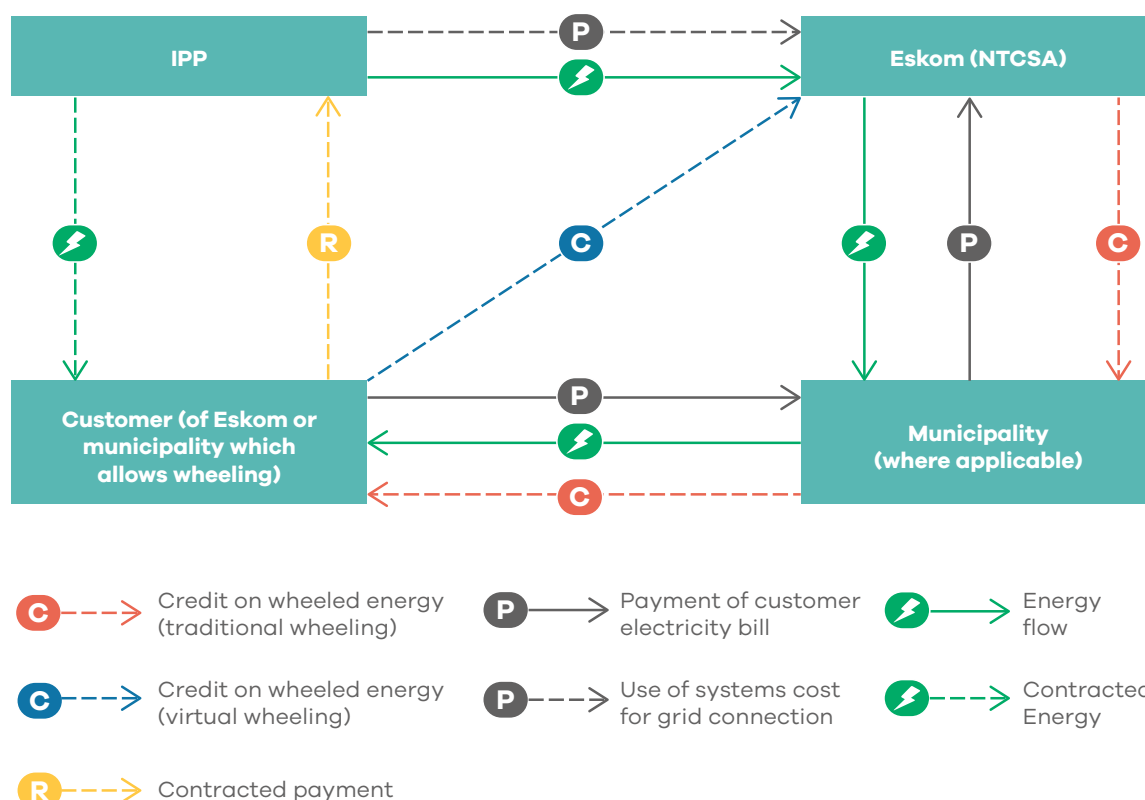 P
IPP
Eskom (NTCSA)
R
C
P
C
Customer (of Eskom or
municipality which
allows wheeling)
P
Municipality
(where applicable)
C
C
Credit on wheeled energy
(traditional wheeling)
P
Payment of customer
electricity bill
Energy
flow
C
Credit on wheeled energy
(virtual wheeling)
P
Use of systems cost
for grid connection
Contracted
Energy
R
Contracted payment